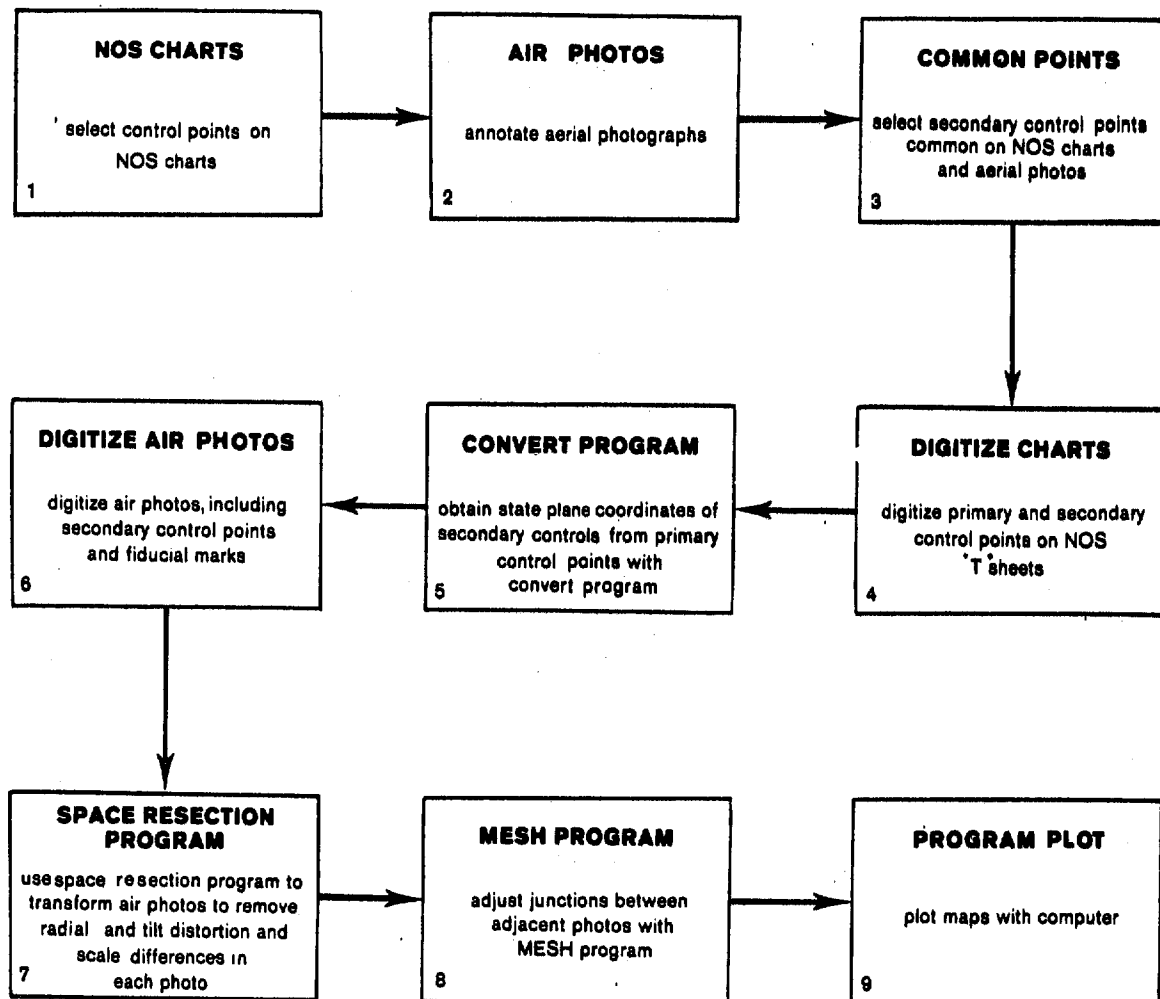 NOS CHARTS
select control points on
NOS charts
1
AIR PHOTOS
annotate aerial photographs
2
COMMON POINTS
select secondary control points
common on NOS charts
and aerial photos
3
DIGITIZE CHARTS
digitize primary and secondary
control points on NOS
"T" sheets
4
CONVERT PROGRAM
obtain state plane coordinates of
secondary controls from primary
control points with
convert program
5
DIGITIZE AIR PHOTOS
digitize air photos, including
secondary control points
and fiducial marks
6
SPACE RESECTION
PROGRAM
use space resection program to
transform air photos to remove
radial and tilt distortion and
scale differences in
each photo
7
MESH PROGRAM
adjust junctions between
adjacent photos with
MESH program
8
PROGRAM PLOT
plot maps with computer
9